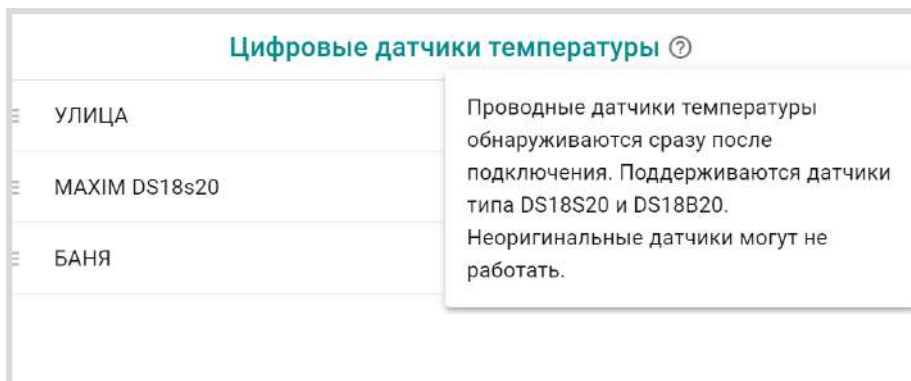 Цифровые датчики температуры ?
УЛИЦА
MAXIM DS18s20
БАНЯ
Проводные датчики температуры
обнаруживаются сразу после
подключения. Поддерживаются датчики
типа DS18S20 и DS18B20.
Неоригинальные датчики могут не
работать.